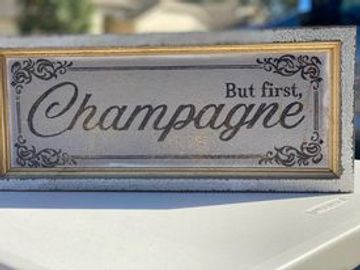 But first,
Champagne